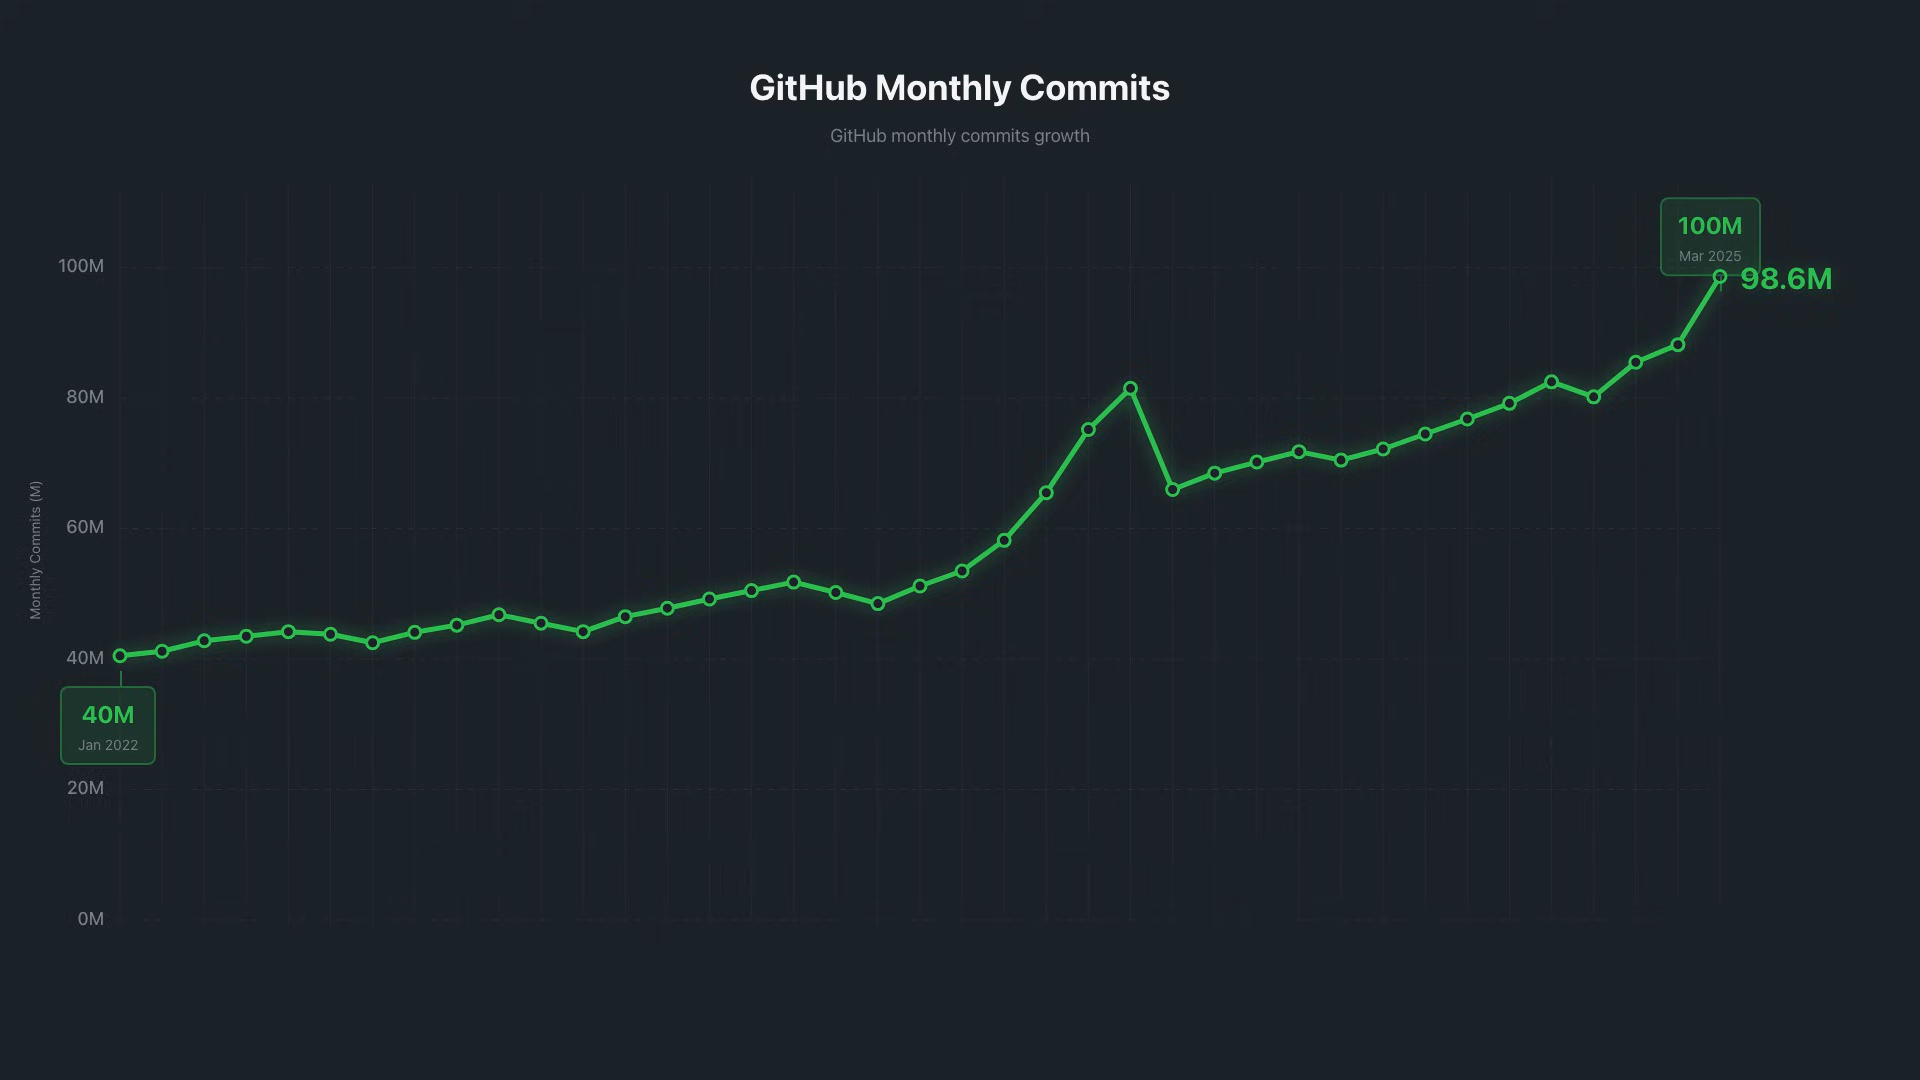 GitHub Monthly Commits
GitHub monthly commits growth
100M
Mar 2025
98.6M
100M
80M
60M
40M
20M
0M
Monthly Commits (M)
40M
Jan 2022